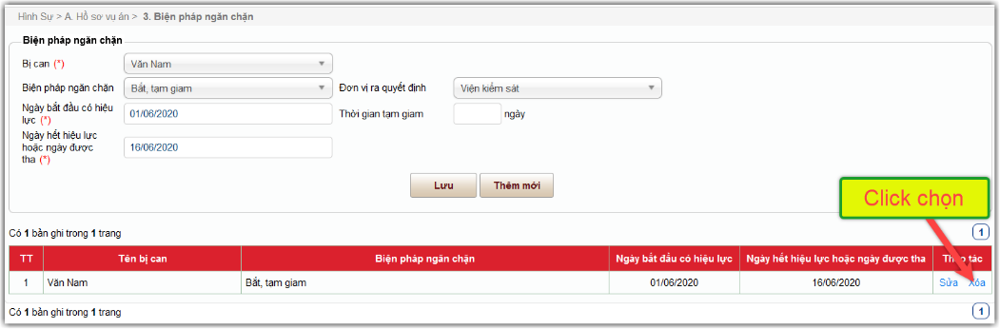 Hình Sự > A. Hồ sơ vụ án > 3. Biện pháp ngăn chặn
Biện pháp ngăn chặn
Bị can (*) Văn Nam
Biện pháp ngăn chặn Bắt, tạm giam Đơn vị ra quyết định Viện kiểm sát
Ngày bắt đầu có hiệu
lực (*) 01/06/2020 Thời gian tạm giam ngày
Ngày hết hiệu lực
hoặc ngày được
tha (*) 16/06/2020
Lưu Thêm mới
Click chọn
Có 1 bản ghi trong 1 trang 1
TT Tên bị can Biện pháp ngăn chặn Ngày bắt đầu có hiệu lực Ngày hết hiệu lực hoặc ngày được tha Thao tác
1 Văn Nam Bắt, tạm giam 01/06/2020 16/06/2020 Sửa Xóa
Có 1 bản ghi trong 1 trang 1